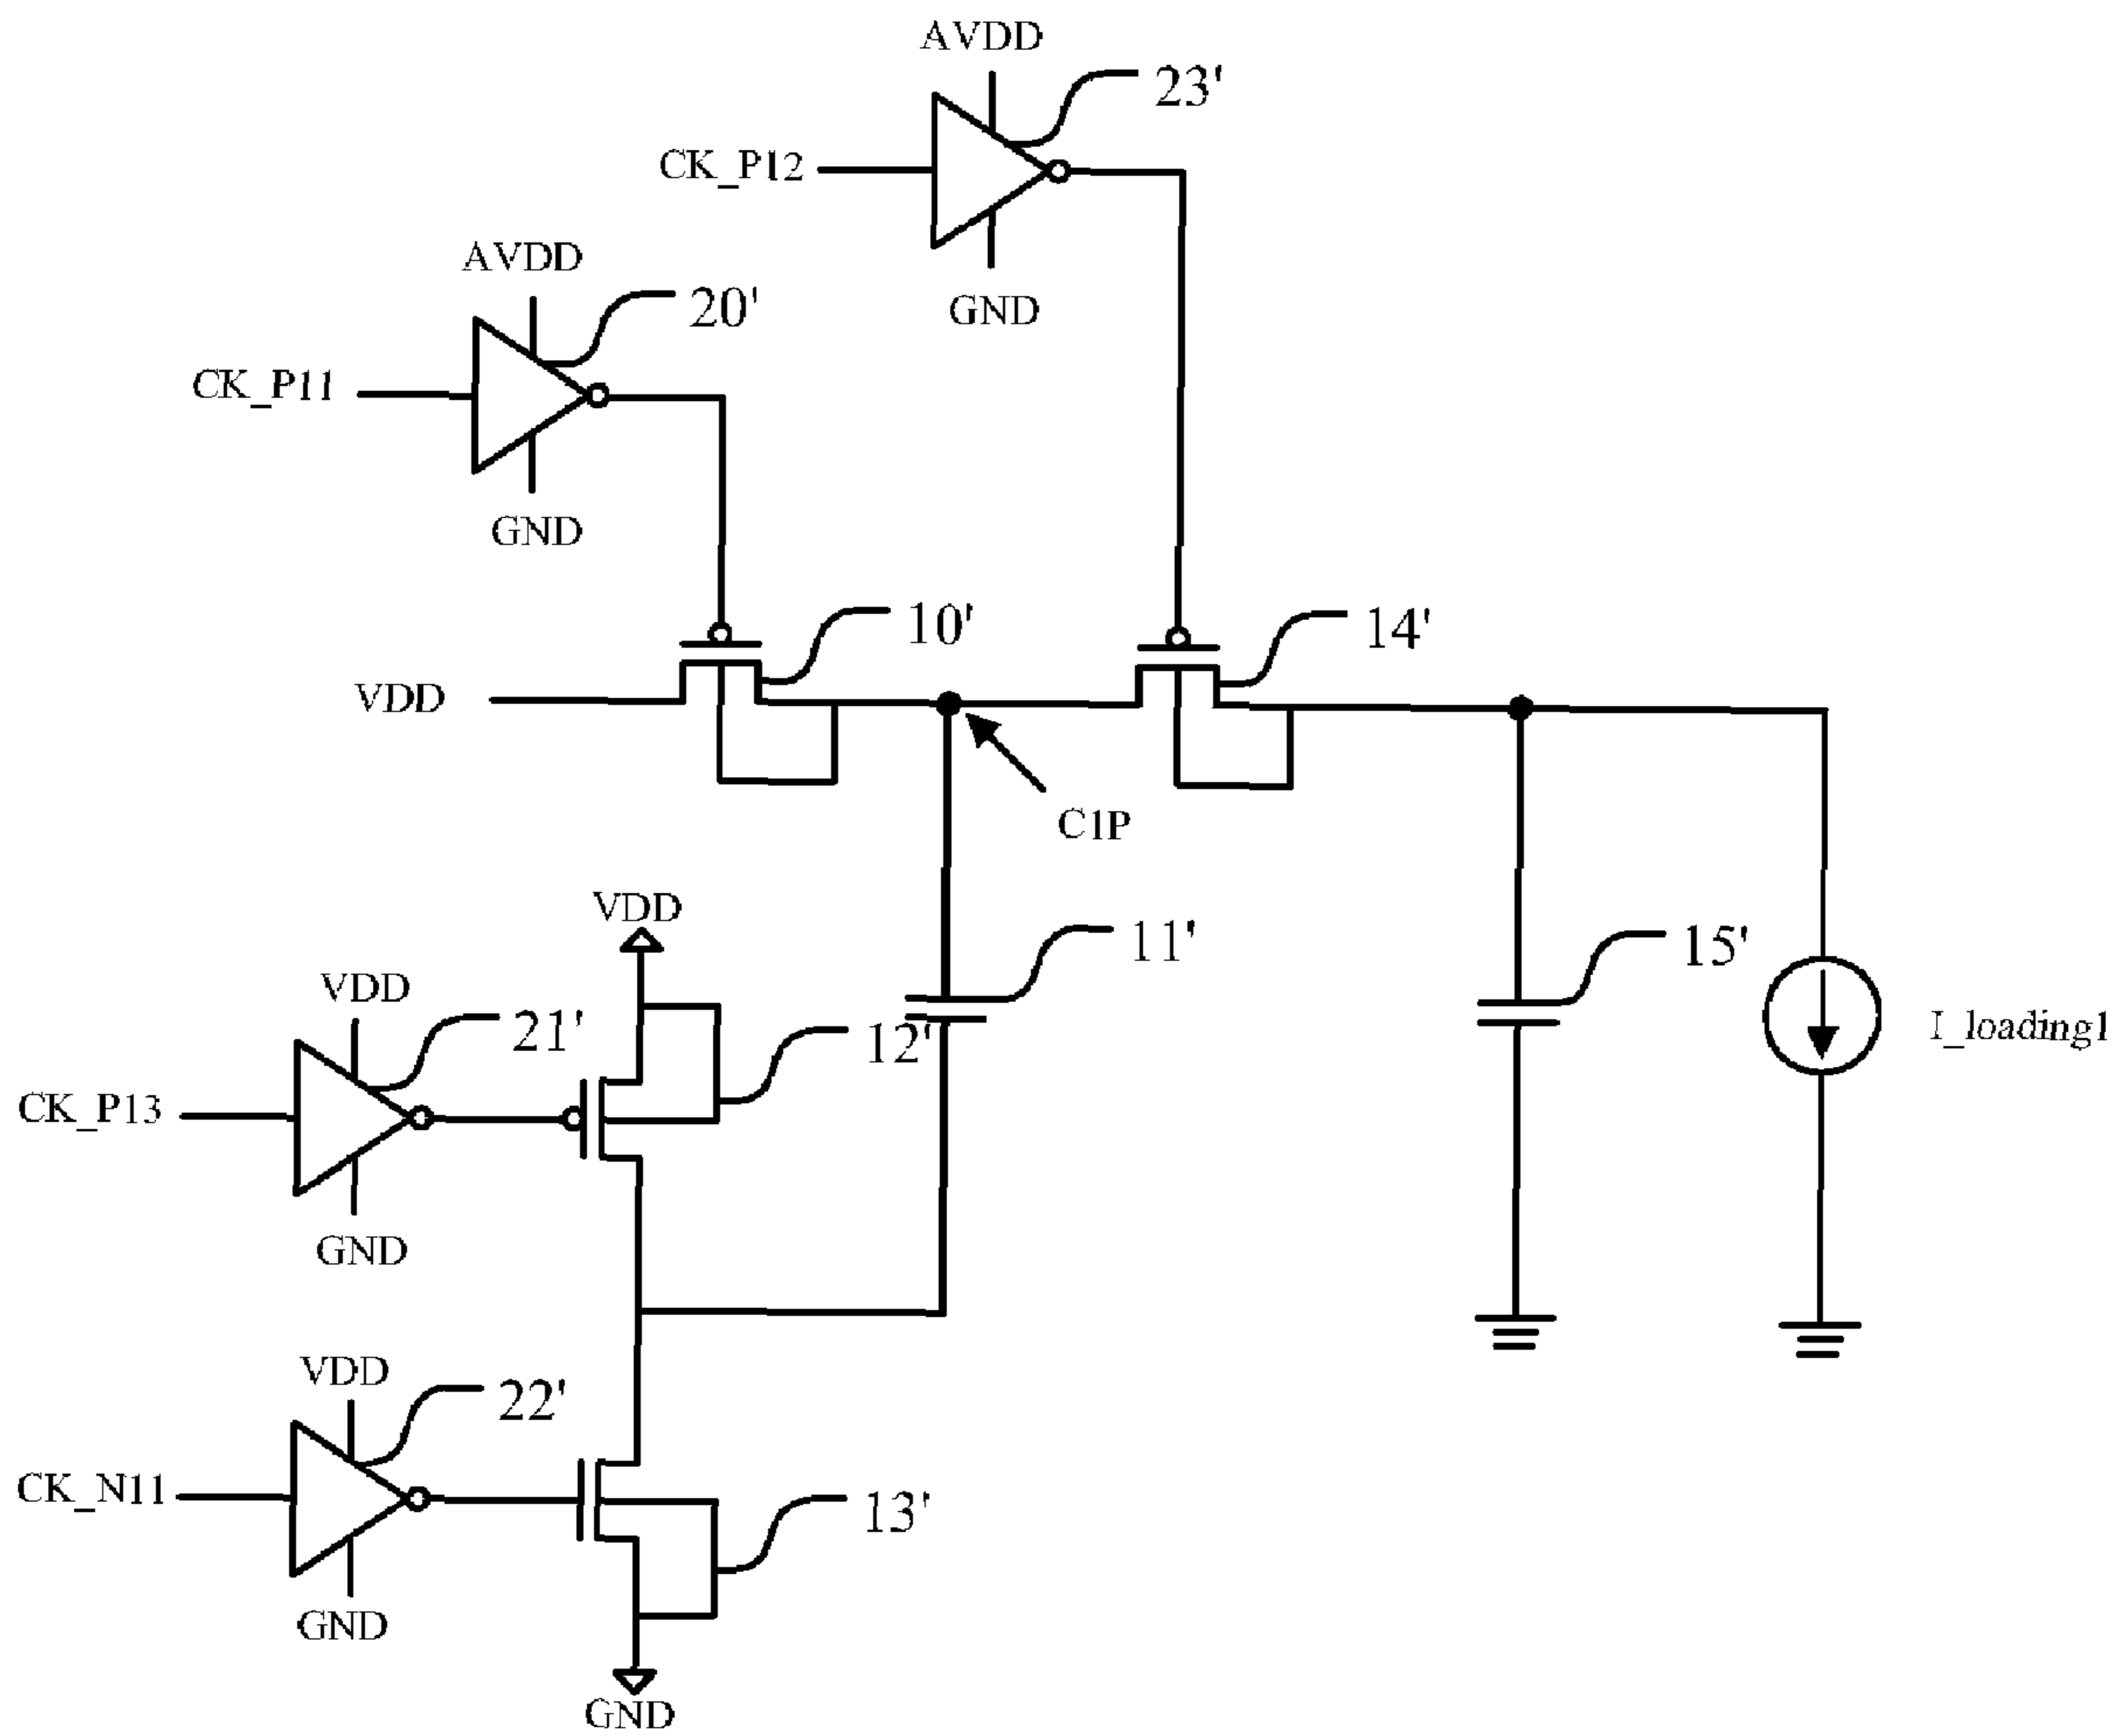 AVDD
23'
CK_P12
AVDD
20'
GND
CK_P11
GND
10'
14'
VDD
C1P
VDD
11'
15'
VDD
21'
12'
I_loading1
CK_P13
GND
VDD
22'
CK_N11
13'
GND
GND